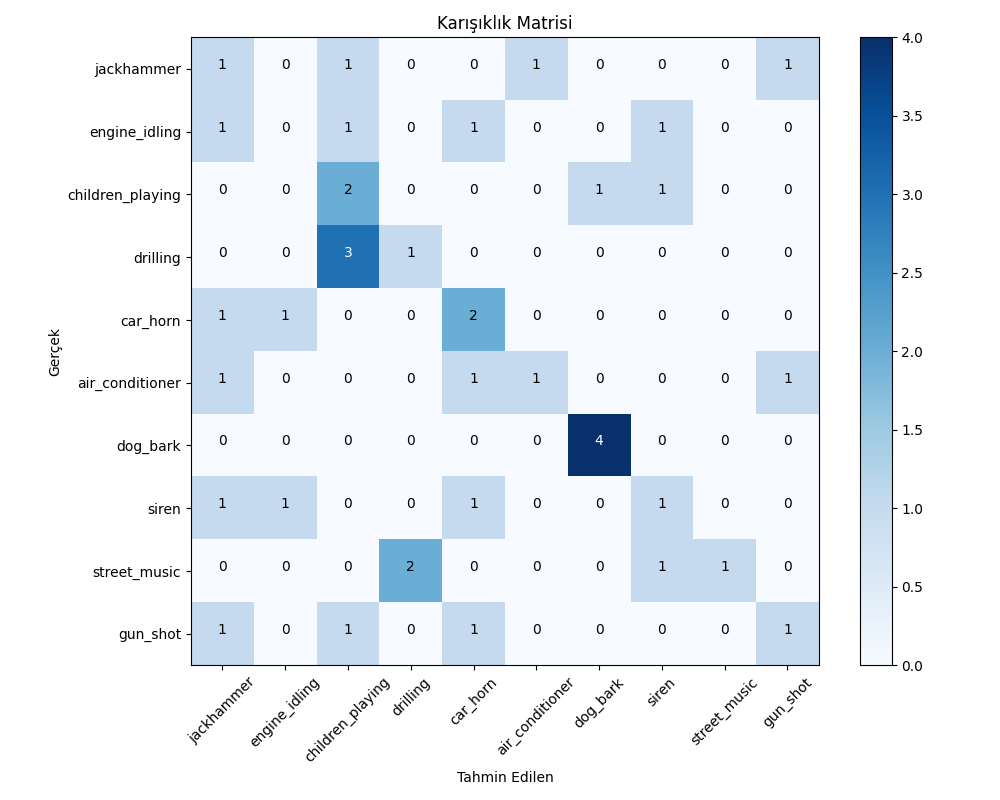 Karışıklık Matrisi
jackhammer 1 0 1 0 0 1 0 0 0 1
engine_idling 1 0 1 0 1 0 0 1 0 0
children_playing 0 0 2 0 0 0 1 1 0 0
drilling 0 0 3 1 0 0 0 0 0 0
car_horn 1 1 0 0 2 0 0 0 0 0
air_conditioner 1 0 0 0 1 1 0 0 0 1
dog_bark 0 0 0 0 0 0 4 0 0 0
siren 1 1 0 0 1 0 0 1 0 0
street_music 0 0 0 2 0 0 0 1 1 0
gun_shot 1 0 1 0 1 0 0 0 0 1
Gerçek
jackhammer engine_idling children_playing drilling car_horn air_conditioner dog_bark siren street_music gun_shot
Tahmin Edilen
4.0
3.5
3.0
2.5
2.0
1.5
1.0
0.5
0.0